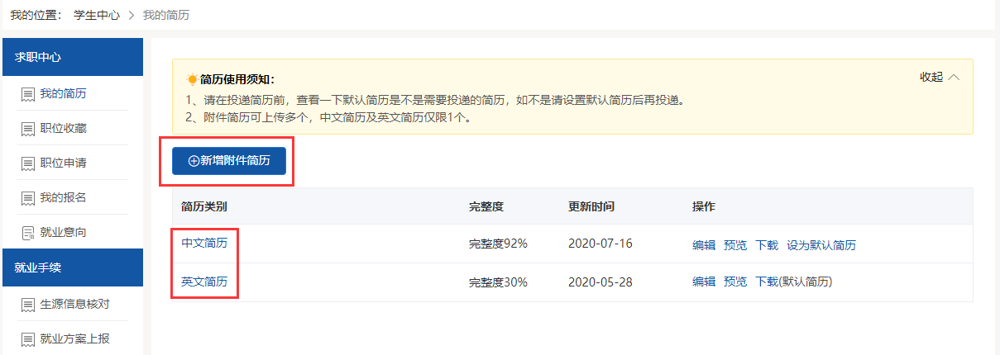 我的位置： 学生中心 > 我的简历
求职中心
我的简历
职位收藏
职位申请
我的报名
就业意向
就业手续
生源信息核对
就业方案上报
简历使用须知：
收起
1、请在投递简历前，查看一下默认简历是不是需要投递的简历，如不是请设置默认简历后再投递。
2、附件简历可上传多个，中文简历及英文简历仅限1个。
新增附件简历
简历类别 完整度 更新时间 操作
中文简历 完整度92% 2020-07-16 编辑 预览 下载 设为默认简历
英文简历 完整度30% 2020-05-28 编辑 预览 下载(默认简历)